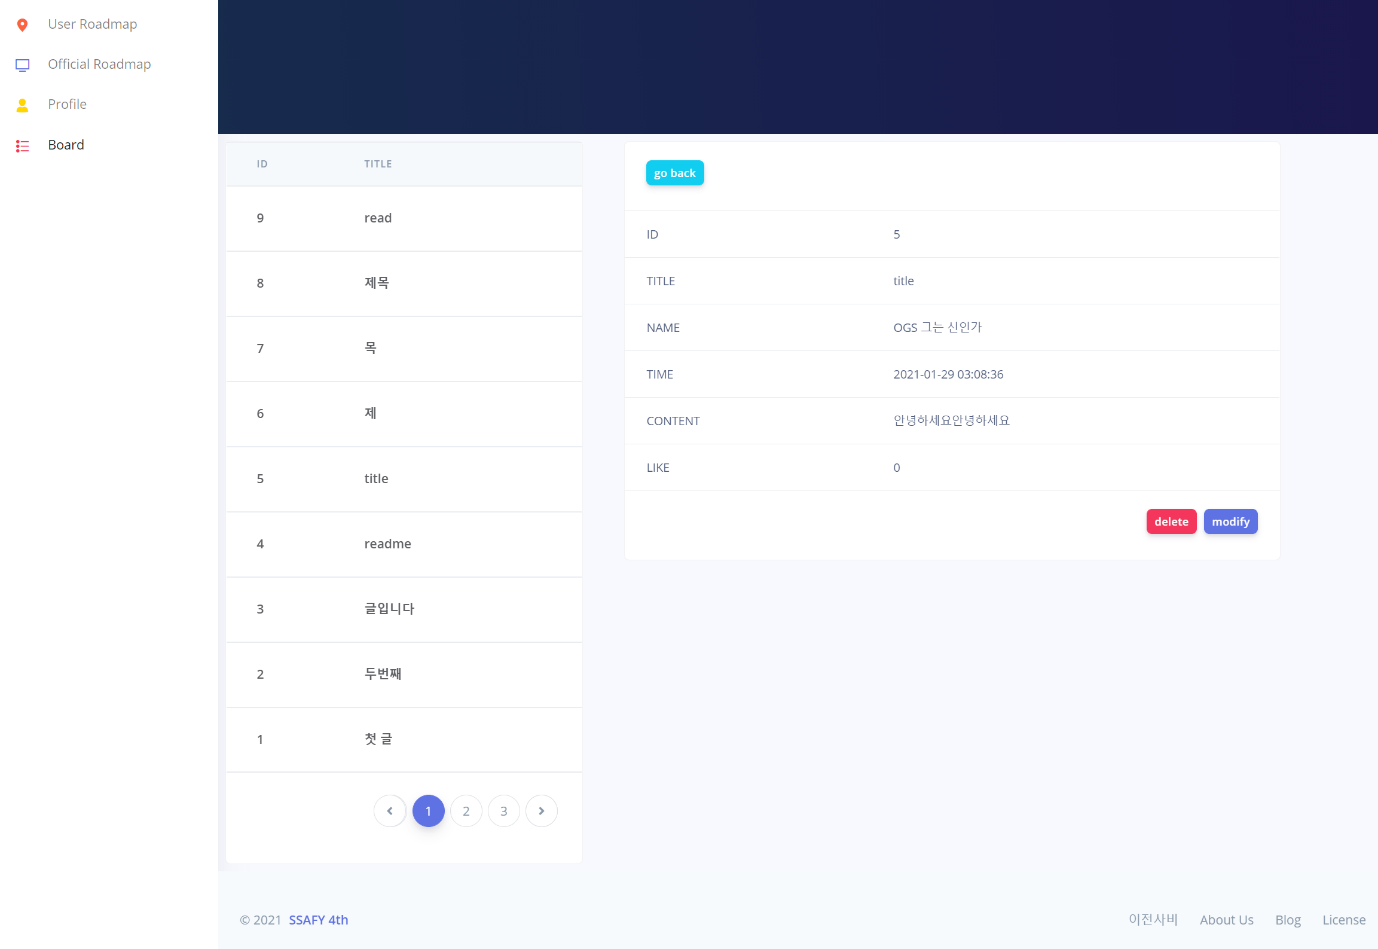 User Roadmap
Official Roadmap
Profile
Board
ID TITLE
9 read
8 제목
7 목
6 제
5 title
4 readme
3 글입니다
2 두번째
1 첫 글
1 2 3
go back
ID 5
TITLE title
NAME OGS 그는 신인가
TIME 2021-01-29 03:08:36
CONTENT 안녕하세요안녕하세요
LIKE 0
delete modify
© 2021 SSAFY 4th
이전사비 About Us Blog License